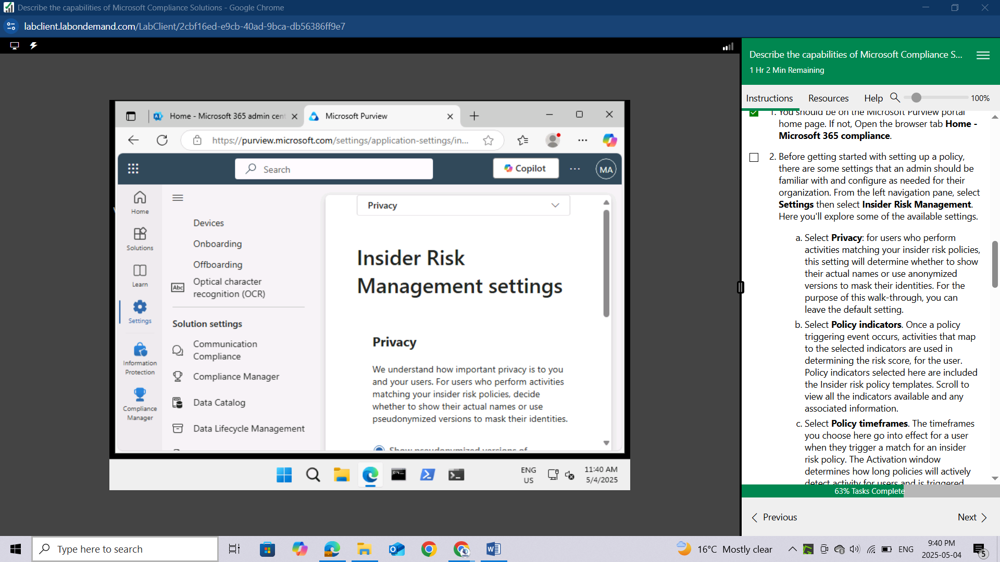 Describe the capabilities of Microsoft Compliance Solutions - Google Chrome
labclient.labondemand.com/LabClient/2cbf16ed-e9cb-40ad-9bca-db56386ff9e7
Home - Microsoft 365 admin cent
Microsoft Purview
https://purview.microsoft.com/settings/application-settings/in...
Search
Copilot
MA
Home
Solutions
Learn
Settings
Information
Protection
Compliance
Manager
Devices
Onboarding
Offboarding
Abc
Optical character
recognition (OCR)
Solution settings
Communication
Compliance
Compliance Manager
Data Catalog
Data Lifecycle Management
Privacy
Insider Risk
Management settings
Privacy
We understand how important privacy is to you
and your users. For users who perform activities
matching your insider risk policies, decide
whether to show their actual names or use
pseudonymized versions to mask their identities.
Show pseudonymized versions of
ENG
US
11:40 AM
5/4/2025
Describe the capabilities of Microsoft Compliance S...
1 Hr 2 Min Remaining
Instructions
Resources
Help
100%
1. You should be on the Microsoft Purview portal
home page. If not, Open the browser tab Home -
Microsoft 365 compliance.
2. Before getting started with setting up a policy,
there are some settings that an admin should be
familiar with and configure as needed for their
organization. From the left navigation pane, select
Settings then select Insider Risk Management.
Here you'll explore some of the available settings.
a. Select Privacy: for users who perform
activities matching your insider risk policies,
this setting will determine whether to show
their actual names or use anonymized
versions to mask their identities. For the
purpose of this walk-through, you can
leave the default setting.
b. Select Policy indicators. Once a policy
triggering event occurs, activities that map
to the selected indicators are used in
determining the risk score, for the user.
Policy indicators selected here are included
the Insider risk policy templates. Scroll to
view all the indicators available and any
associated information.
c. Select Policy timeframes. The timeframes
you choose here go into effect for a user
when they trigger a match for an insider
risk policy. The Activation window
determines how long policies will actively
detect activity for users and is triggered
63% Tasks Complete
Previous
Next
Type here to search
16°C Mostly clear
ENG
9:40 PM
2025-05-04
5